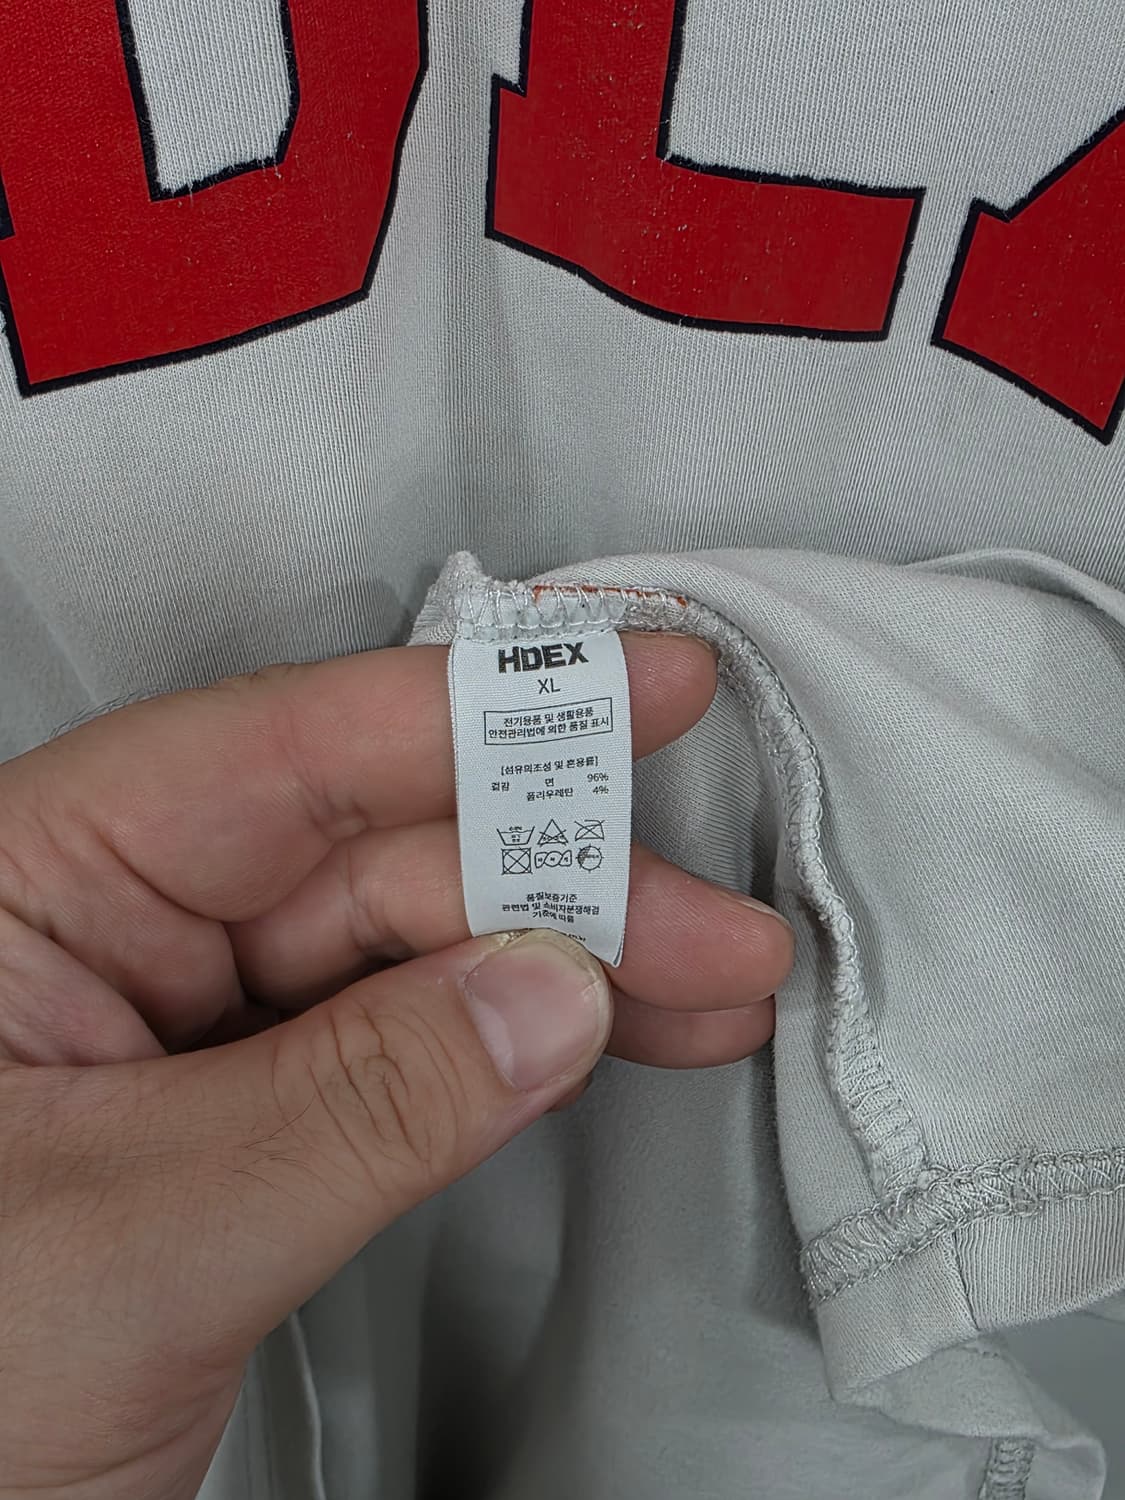 HDEX
XL
전기용품 및 생활용품
안전관리법에 의한 품질 표시
[섬유의조성 및 혼용률]
겉감 면 96%
폴리우레탄 4%
품질보증기준
관련법 및 소비자분쟁해결
기준에 따름